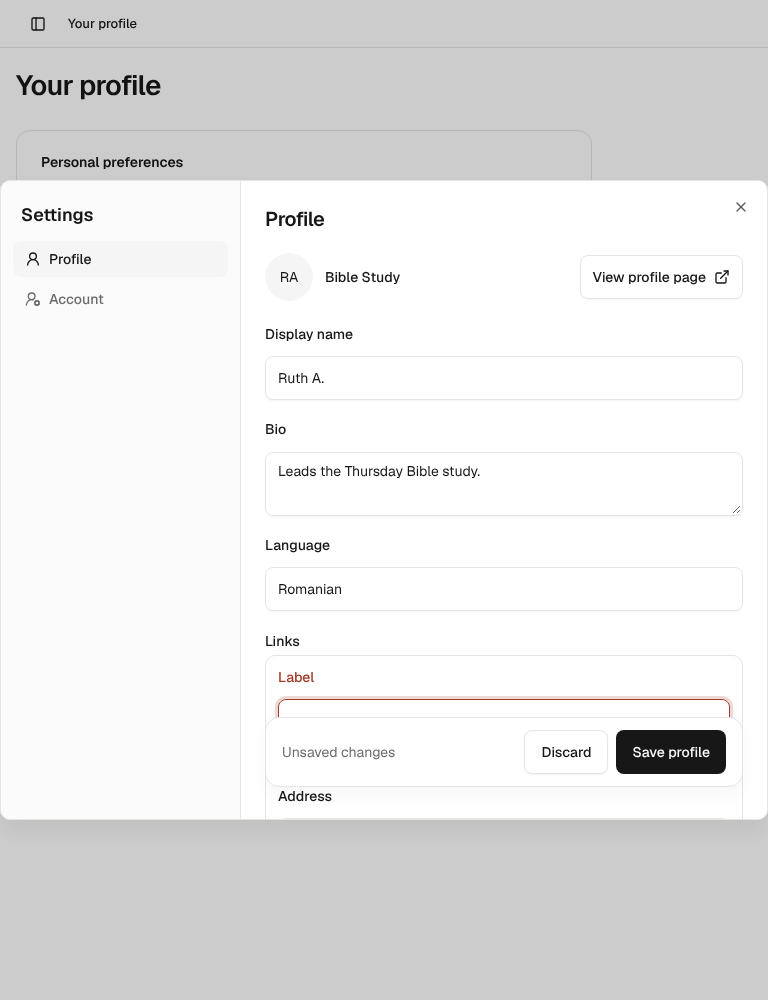 Your profile
Your profile
Personal preferences
Settings
Profile
Account
Profile
RA
Bible Study
View profile page
Display name
Ruth A.
Bio
Leads the Thursday Bible study.
Language
Romanian
Links
Label
Unsaved changes
Discard
Save profile
Address